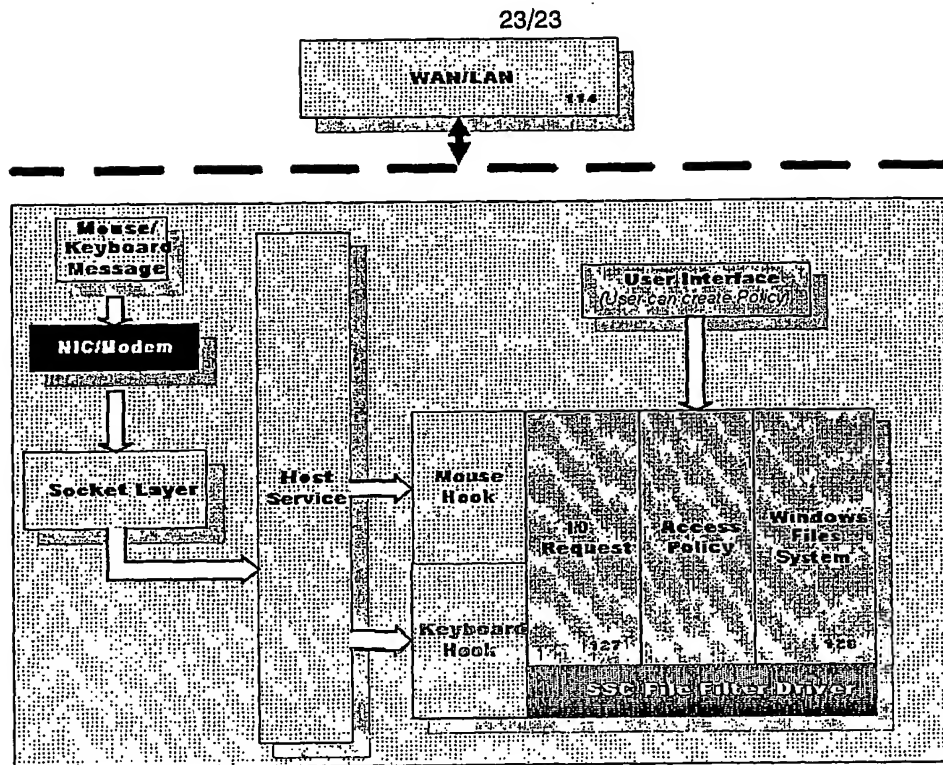 23/23
WAN/LAN
114
Mouse/
Keyboard
Message
NIC/Modem
Socket Layer
Host
Service
User Interface
(User can create Policy)
Mouse
Hook
Keyboard
Hook
I/O
Request
127
Access
Policy
Windows
Files
System
128
SSC File Filter Driver